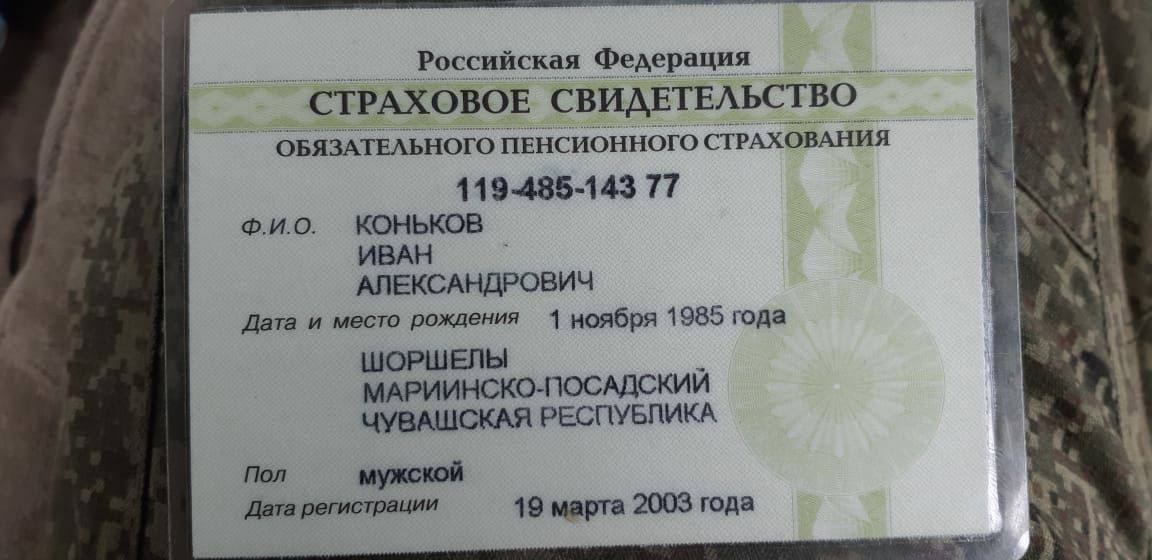 Российская Федерация
СТРАХОВОЕ СВИДЕТЕЛЬСТВО
ОБЯЗАТЕЛЬНОГО ПЕНСИОННОГО СТРАХОВАНИЯ
119-485-143 77
Ф.И.О. КОНЬКОВ
ИВАН
АЛЕКСАНДРОВИЧ
Дата и место рождения 1 ноября 1985 года
ШОРШЕЛЫ
МАРИИНСКО-ПОСАДСКИЙ
ЧУВАШСКАЯ РЕСПУБЛИКА
Пол мужской
Дата регистрации 19 марта 2003 года